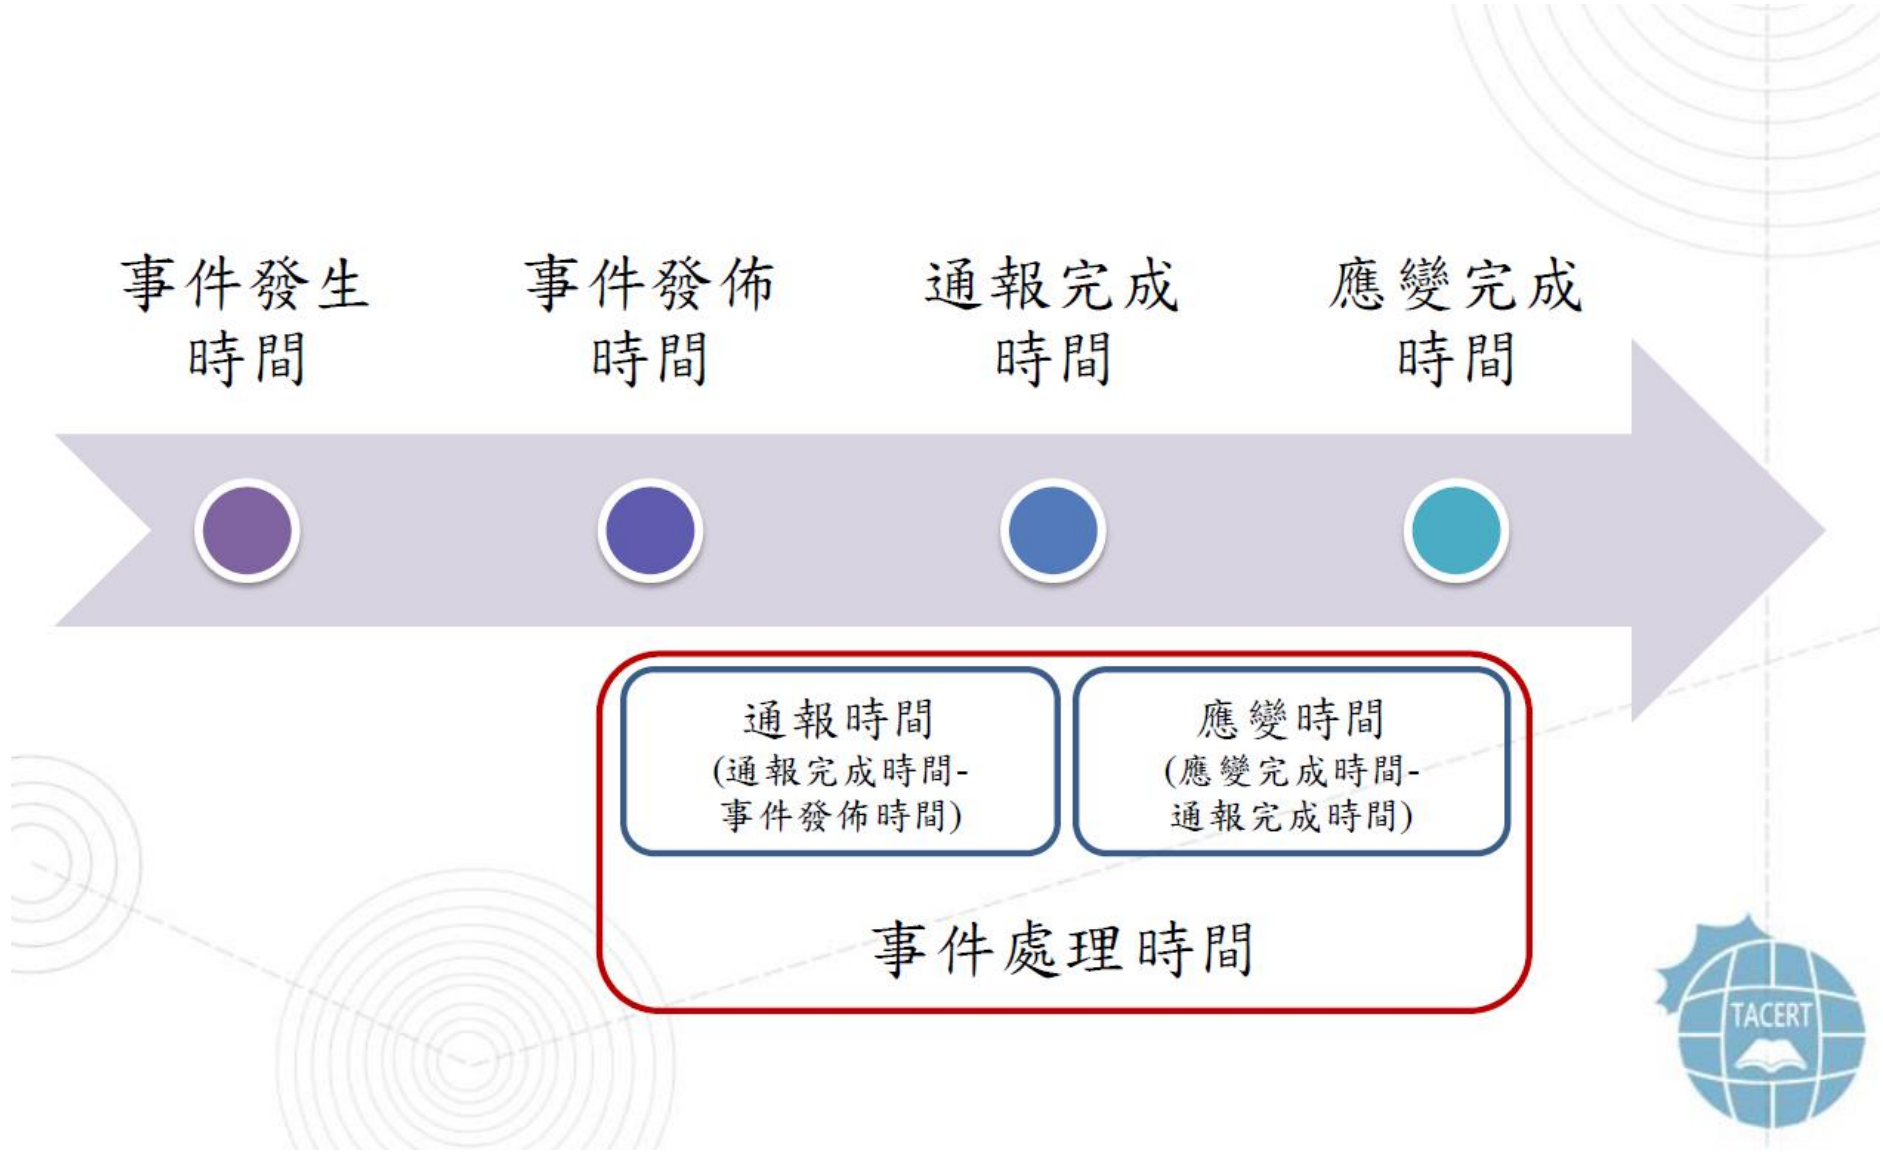 事件發生
時間
事件發佈
時間
通報完成
時間
應變完成
時間
通報時間
(通報完成時間-
事件發佈時間)
應變時間
(應變完成時間-
通報完成時間)
事件處理時間
TACERT